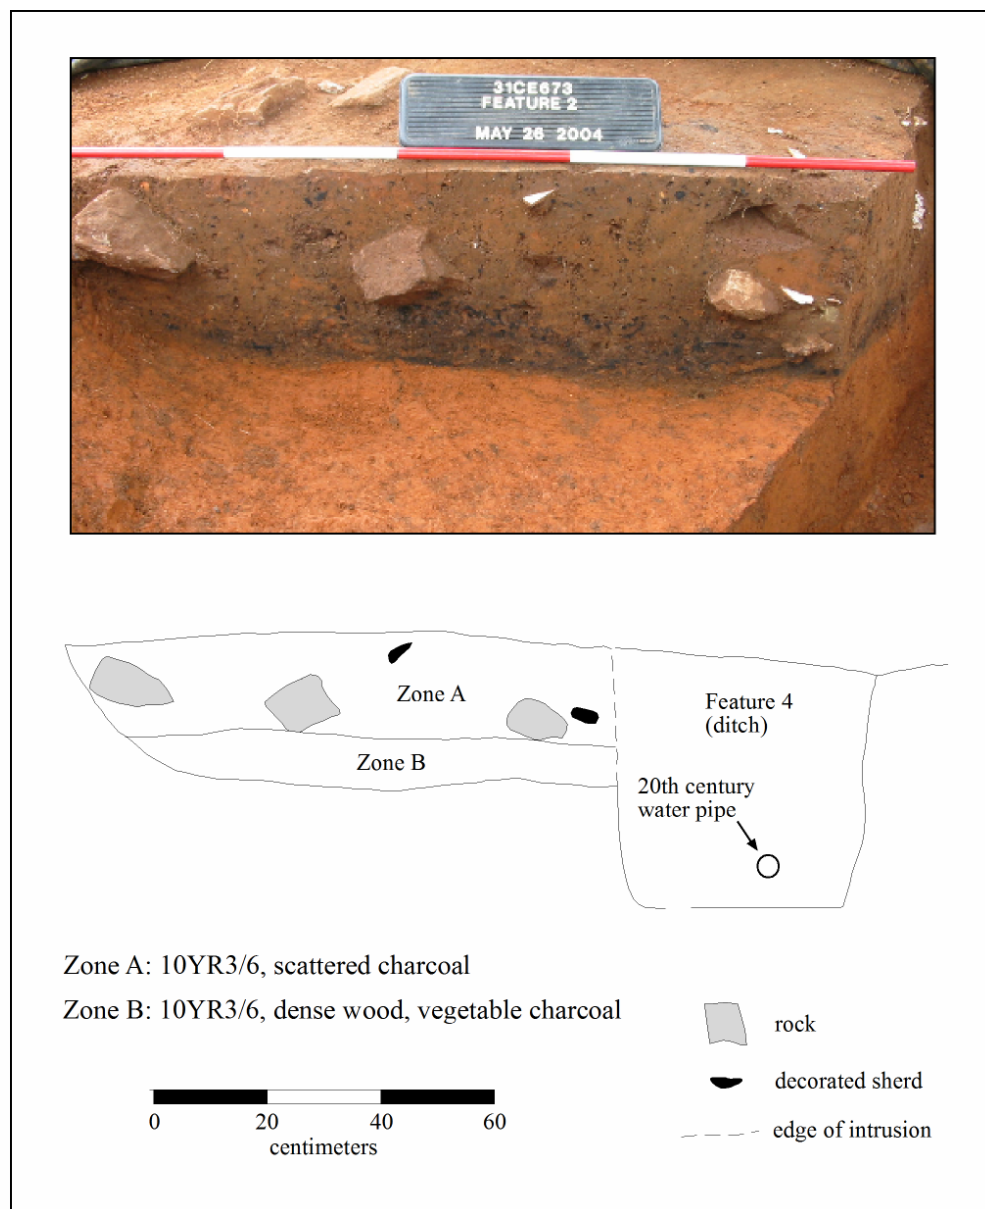 31CE673
FEATURE 2
MAY 26 2004
Zone A
Zone B
Feature 4
(ditch)
20th century
water pipe
Zone A: 10YR3/6, scattered charcoal
Zone B: 10YR3/6, dense wood, vegetable charcoal
rock
decorated sherd
edge of intrusion
0 20 40 60
centimeters